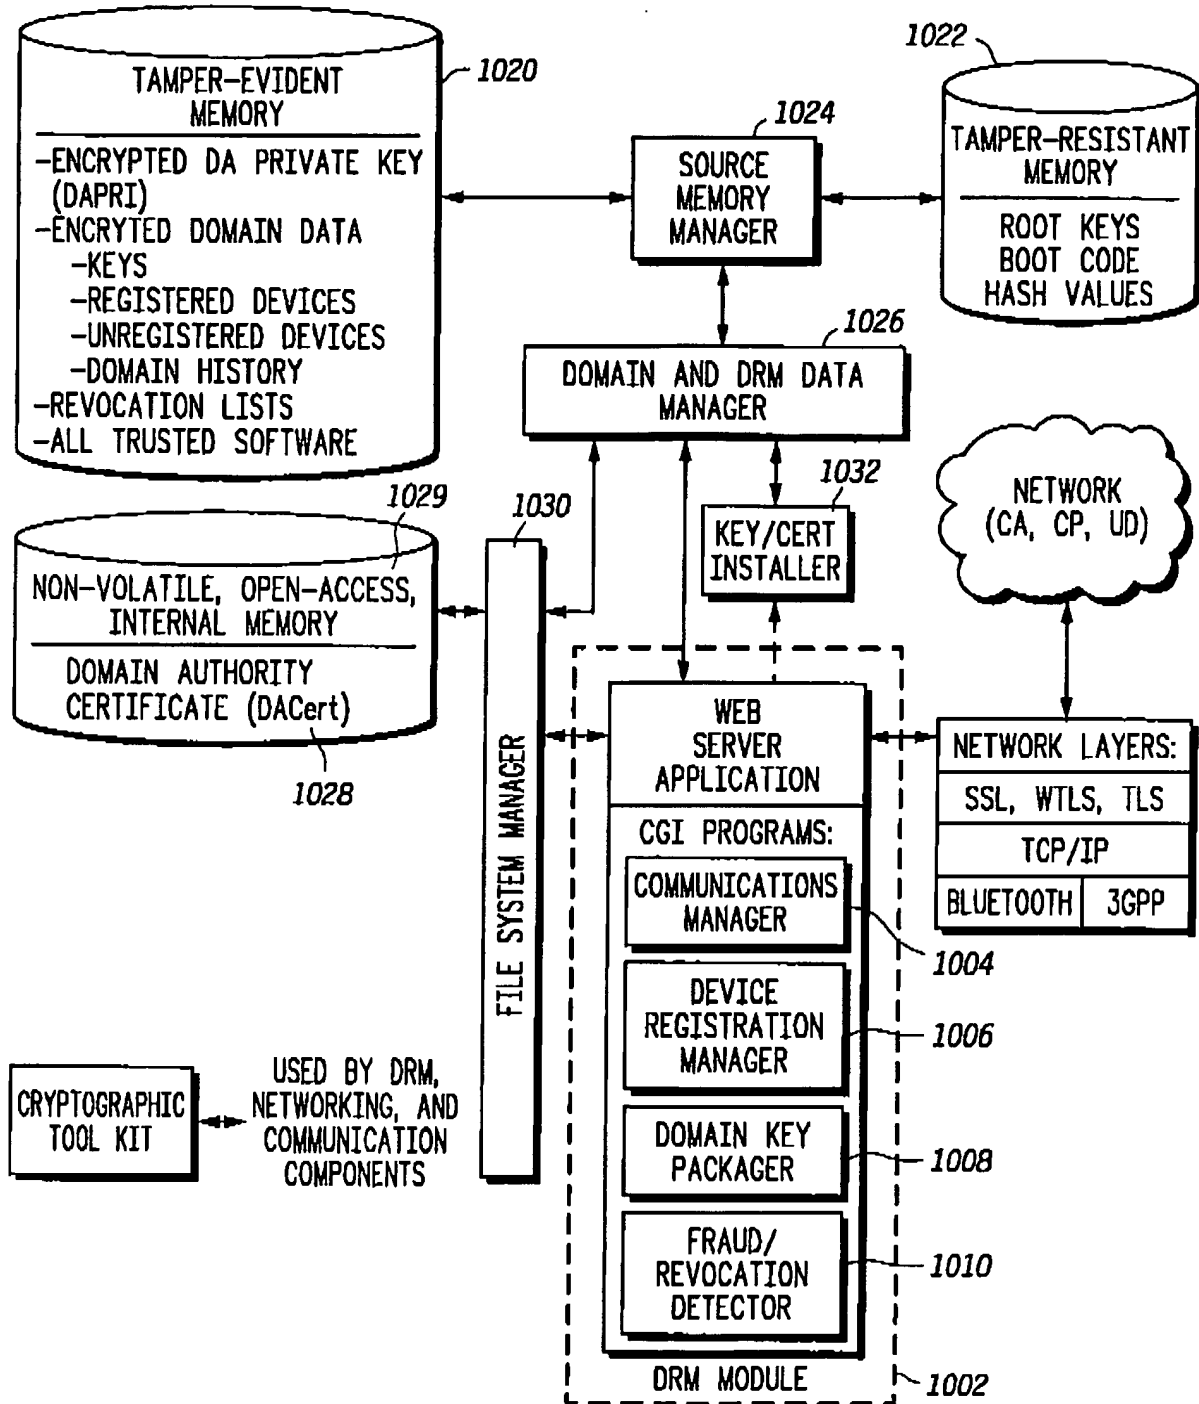 1020
TAMPER-EVIDENT
MEMORY
-ENCRYPTED DA PRIVATE KEY
(DAPRI)
-ENCRYTED DOMAIN DATA
-KEYS
-REGISTERED DEVICES
-UNREGISTERED DEVICES
-DOMAIN HISTORY
-REVOCATION LISTS
-ALL TRUSTED SOFTWARE
1024
SOURCE
MEMORY
MANAGER
1022
TAMPER-RESISTANT
MEMORY
ROOT KEYS
BOOT CODE
HASH VALUES
1026
DOMAIN AND DRM DATA
MANAGER
1029
NON-VOLATILE, OPEN-ACCESS,
INTERNAL MEMORY
DOMAIN AUTHORITY
CERTIFICATE (DACert)
1028
1030
FILE SYSTEM MANAGER
1032
KEY/CERT
INSTALLER
NETWORK
(CA, CP, UD)
WEB
SERVER
APPLICATION
CGI PROGRAMS:
COMMUNICATIONS
MANAGER
1004
DEVICE
REGISTRATION
MANAGER
1006
DOMAIN KEY
PACKAGER
1008
FRAUD/
REVOCATION
DETECTOR
1010
DRM MODULE
1002
NETWORK LAYERS:
SSL, WTLS, TLS
TCP/IP
BLUETOOTH
3GPP
CRYPTOGRAPHIC
TOOL KIT
USED BY DRM,
NETWORKING, AND
COMMUNICATION
COMPONENTS